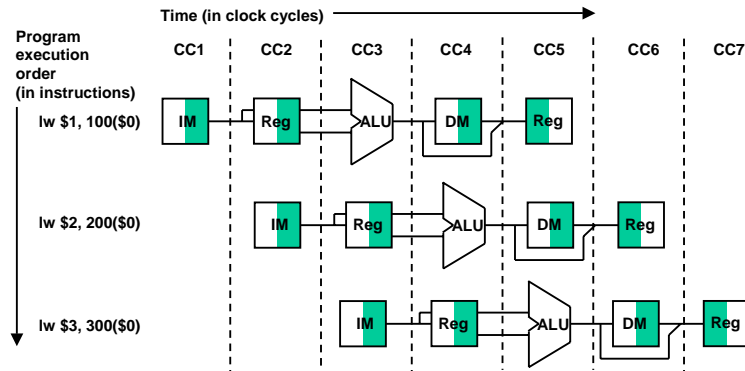 Time (in clock cycles)
Program
execution
order
(in instructions)
CC1 CC2 CC3 CC4 CC5 CC6 CC7
lw $1, 100($0) IM Reg ALU DM Reg
lw $2, 200($0) IM Reg ALU DM Reg
lw $3, 300($0) IM Reg ALU DM Reg